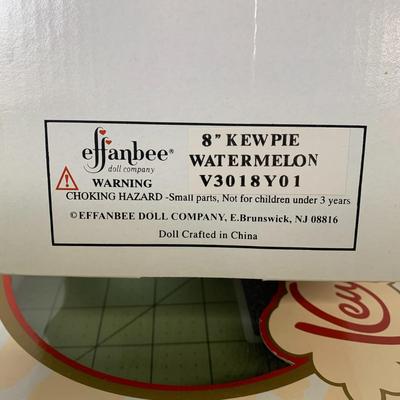 effanbee®
doll company
8" KEWPIE
WATERMELON
V3018Y01
WARNING
CHOKING HAZARD -Small parts, Not for children under 3 years
©EFFANBEE DOLL COMPANY, E.Brunswick, NJ 08816
Doll Crafted in China